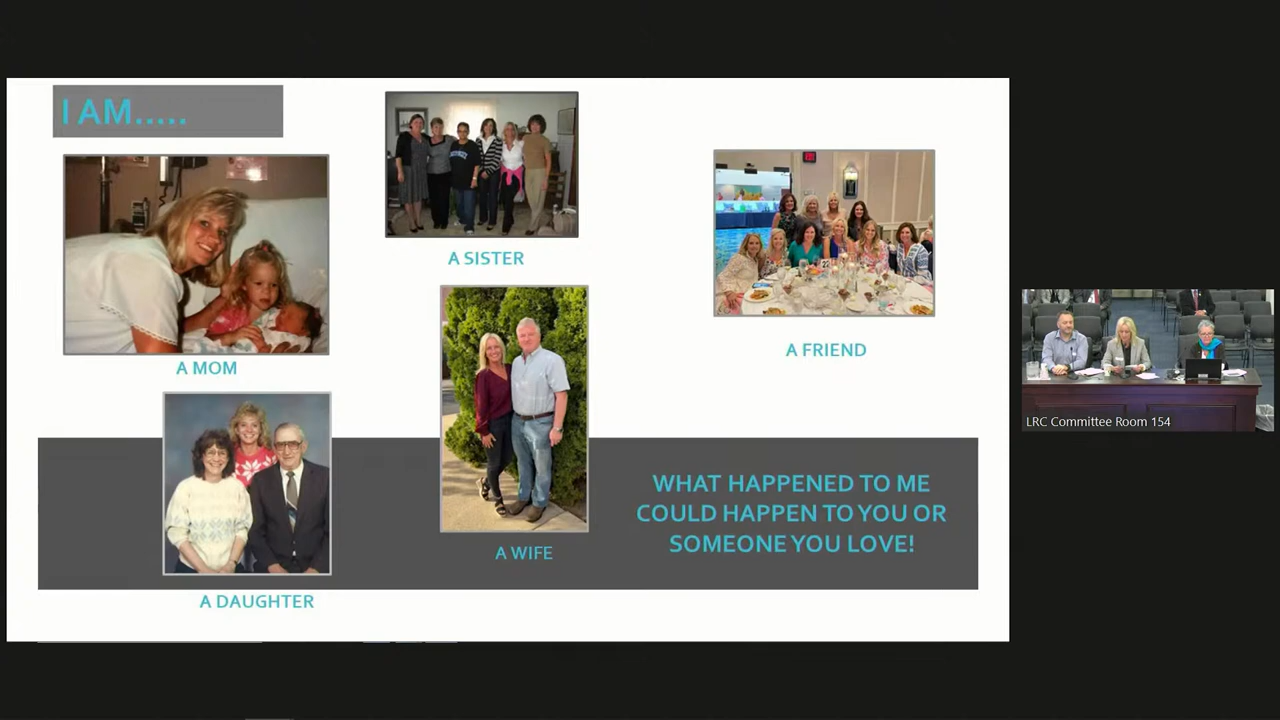 I AM.....
A SISTER
A MOM
A FRIEND
A DAUGHTER
A WIFE
WHAT HAPPENED TO ME
COULD HAPPEN TO YOU OR
SOMEONE YOU LOVE!
LRC Committee Room 154